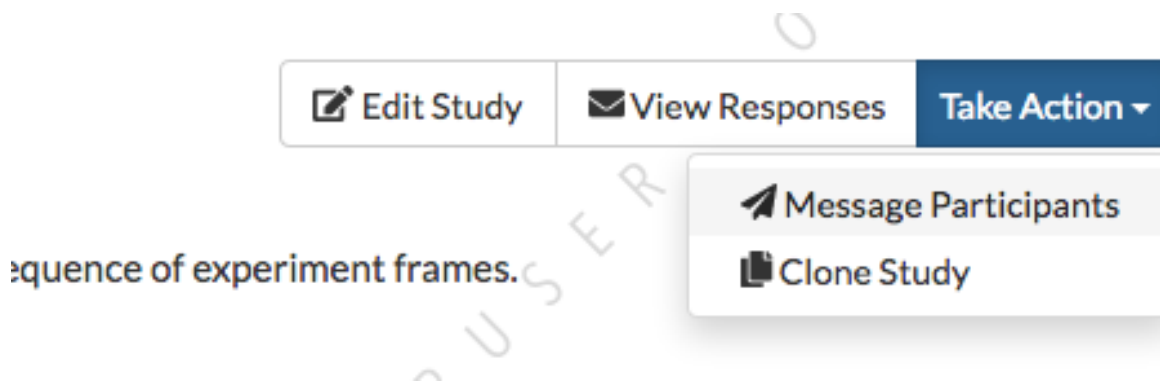 Edit Study View Responses Take Action
Message Participants
equence of experiment frames.
Clone Study
U S E R O